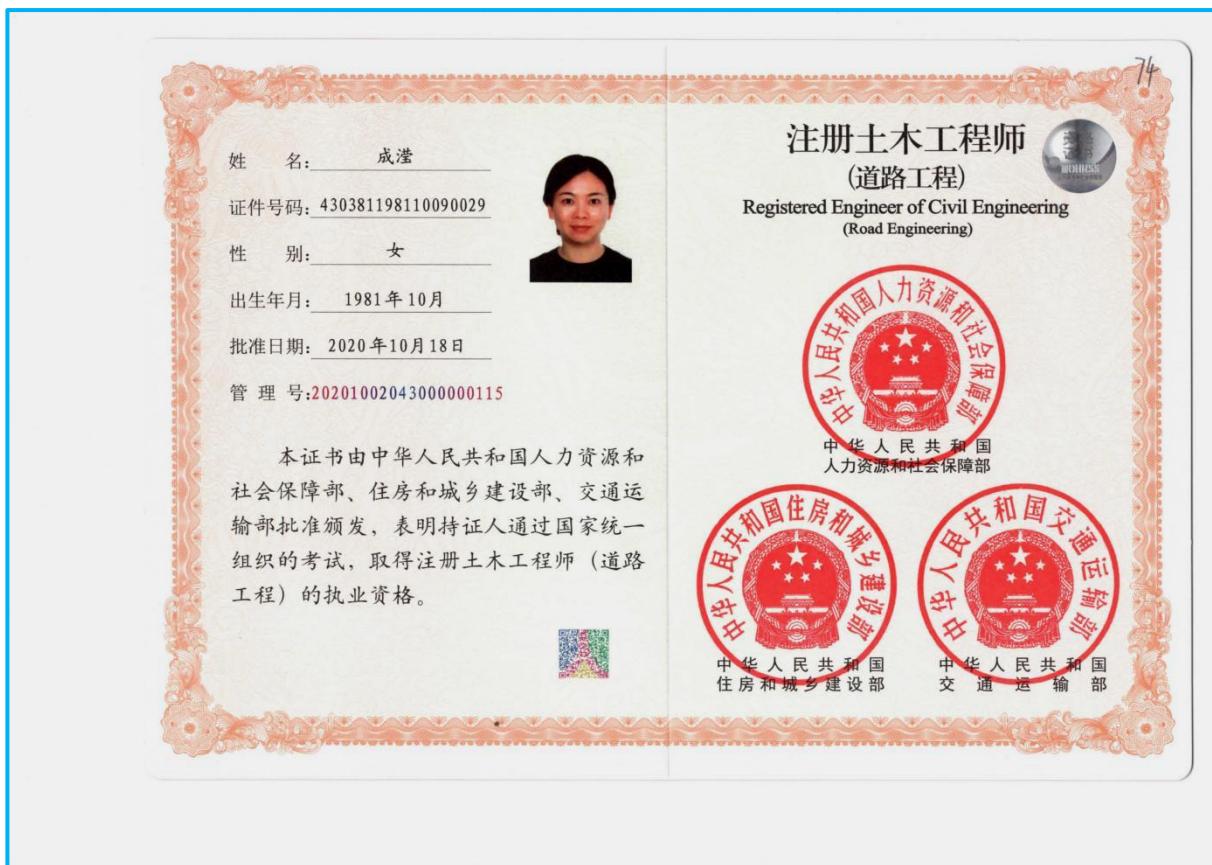 74
姓 名: 成滢
证件号码: 430381198110090029
性 别: 女
出生年月: 1981年10月
批准日期: 2020年10月18日
管 理 号:20201002043000000115
本证书由中华人民共和国人力资源和
社会保障部、住房和城乡建设部、交通运
输部批准颁发，表明持证人通过国家统一
组织的考试，取得注册土木工程师（道路
工程）的执业资格。
注册土木工程师
(道路工程)
Registered Engineer of Civil Engineering
(Road Engineering)
中华人民共和国人力资源和社会保障部
中华人民共和国
人力资源和社会保障部
中华人民共和国住房和城乡建设部
中华人民共和国
住房和城乡建设部
中华人民共和国交通运输部
中华人民共和国
交通运输部